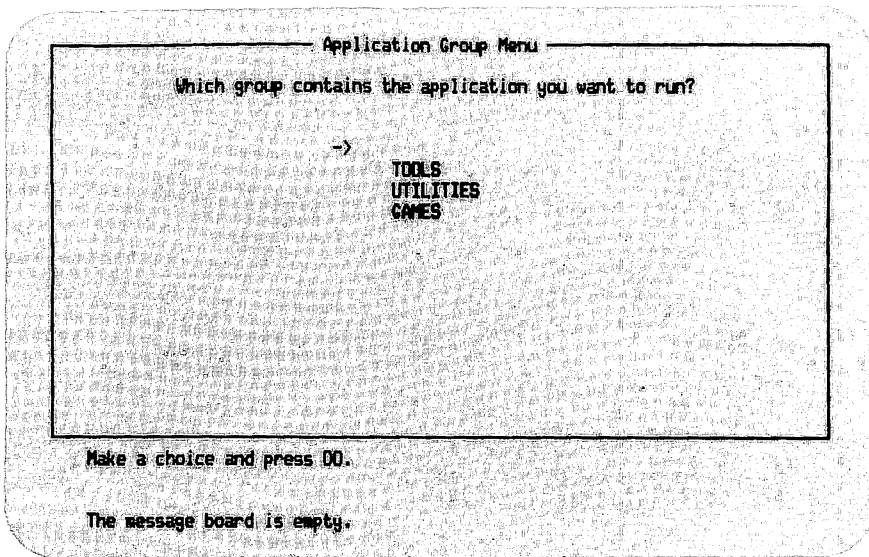 Application Group Menu
Which group contains the application you want to run?
->
TOOLS
UTILITIES
GAMES
Make a choice and press DO.
The message board is empty.